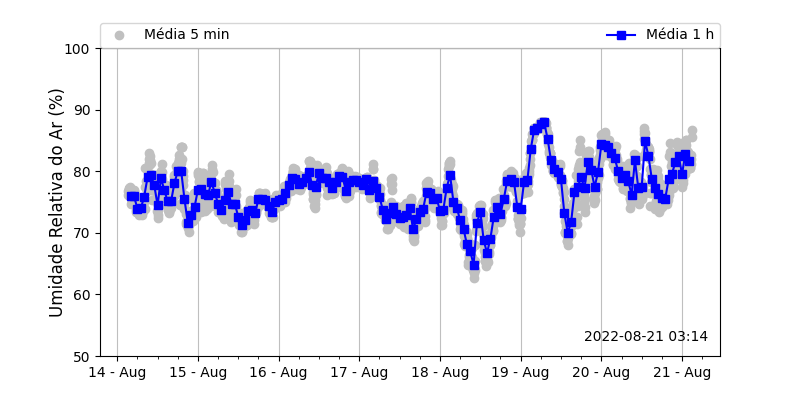 Média 5 min
Média 1 h
Umidade Relativa do Ar (%)
100
90
80
70
60
50
2022-08-21 03:14
14 - Aug
15 - Aug
16 - Aug
17 - Aug
18 - Aug
19 - Aug
20 - Aug
21 - Aug